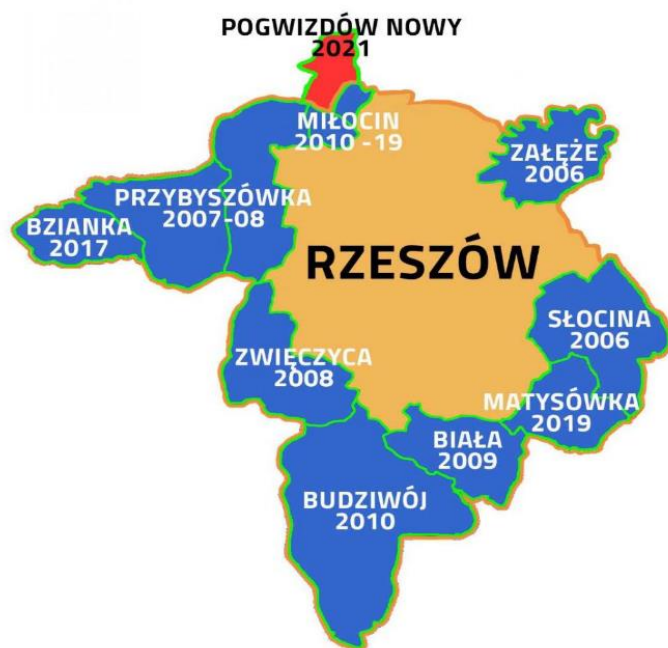 POGWIZDÓW NOWY
2021
MIŁOCIN
2010 -19
ZAŁĘŻE
2006
PRZYBYSZÓWKA
2007-08
BZIANKA
2017
RZESZÓW
SŁOCINA
2006
ZWIĘCZYCA
2008
MATYSÓWKA
2019
BIAŁA
2009
BUDZIWÓJ
2010